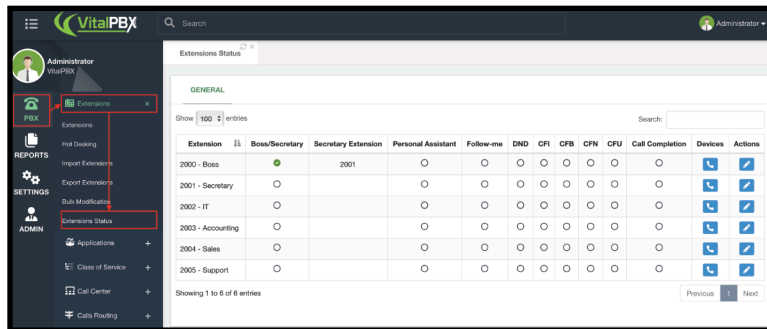 VitalPBX
Search
Administrator
Administrator
VitalPBX
PBX
REPORTS
SETTINGS
ADMIN
Extensions ×
Extensions
Hot Desking
Import Extensions
Export Extensions
Bulk Modification
Extensions Status
Applications +
Class of Service +
Call Center +
Calls Routing +
Extensions Status ×
GENERAL
Show 100 entries
Search:
Extension Boss/Secretary Secretary Extension Personal Assistant Follow-me DND CFI CFB CFN CFU Call Completion Devices Actions
2000 - Boss 2001
2001 - Secretary
2002 - IT
2003 - Accounting
2004 - Sales
2005 - Support
Showing 1 to 6 of 6 entries
Previous 1 Next